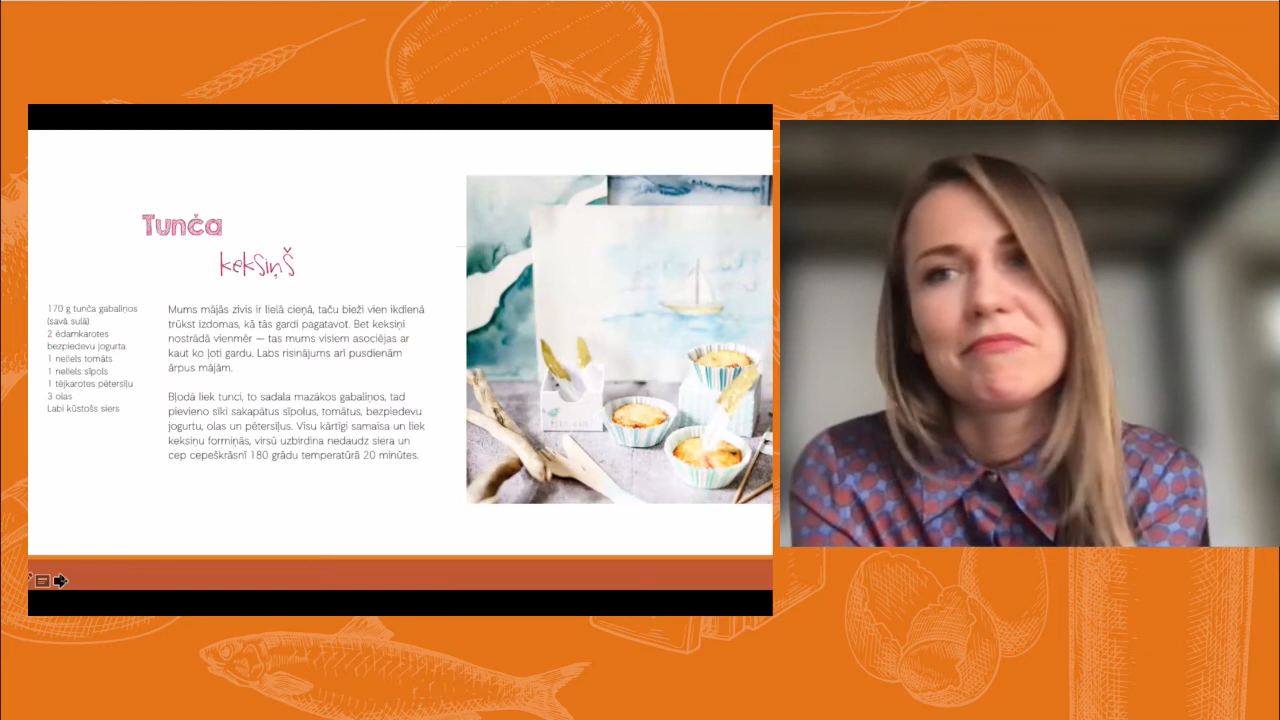 Tunča
keksiņš
170 g tunča gabaliņos
(savā sulā)
2 ēdamkarotes
bezpiedevu jogurta
1 neliels tomāts
1 neliels sīpols
1 tējkarotes pētersīļu
3 olas
Labi kūstošs siers
Mums mājās zivis ir lielā cieņā, taču bieži vien ikdienā
trūkst izdomas, kā tās gardi pagatavot. Bet keksiņi
nostrādā vienmēr — tas mums visiem asociējas ar
kaut ko ļoti gardu. Labs risinājums arī pusdienām
ārpus mājām.
Bļodā liek tunci, to sadala mazākos gabaliņos, tad
pievieno sīki sakapātus sīpolus, tomātus, bezpiedevu
jogurtu, olas un pētersīļus. Visu kārtīgi samaisa un liek
keksiņu formiņās, virsū uzbirdina nedaudz siera un
cep cepeškrāsnī 180 grādu temperatūrā 20 minūtes.